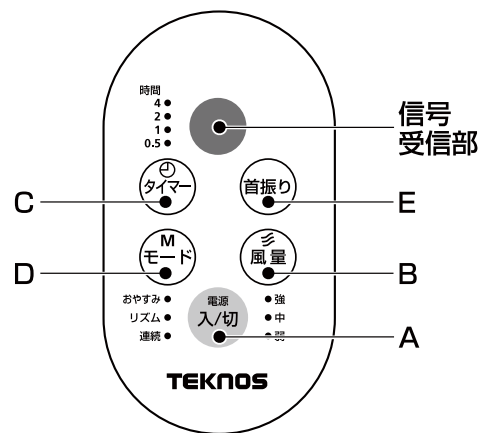 時間
4
2
1
0.5
信号
受信部
タイマー
首振り
C
E
M
モード
風量
D
B
おやすみ
リズム
連続
電源
入/切
強
中
弱
A
TEKNOS